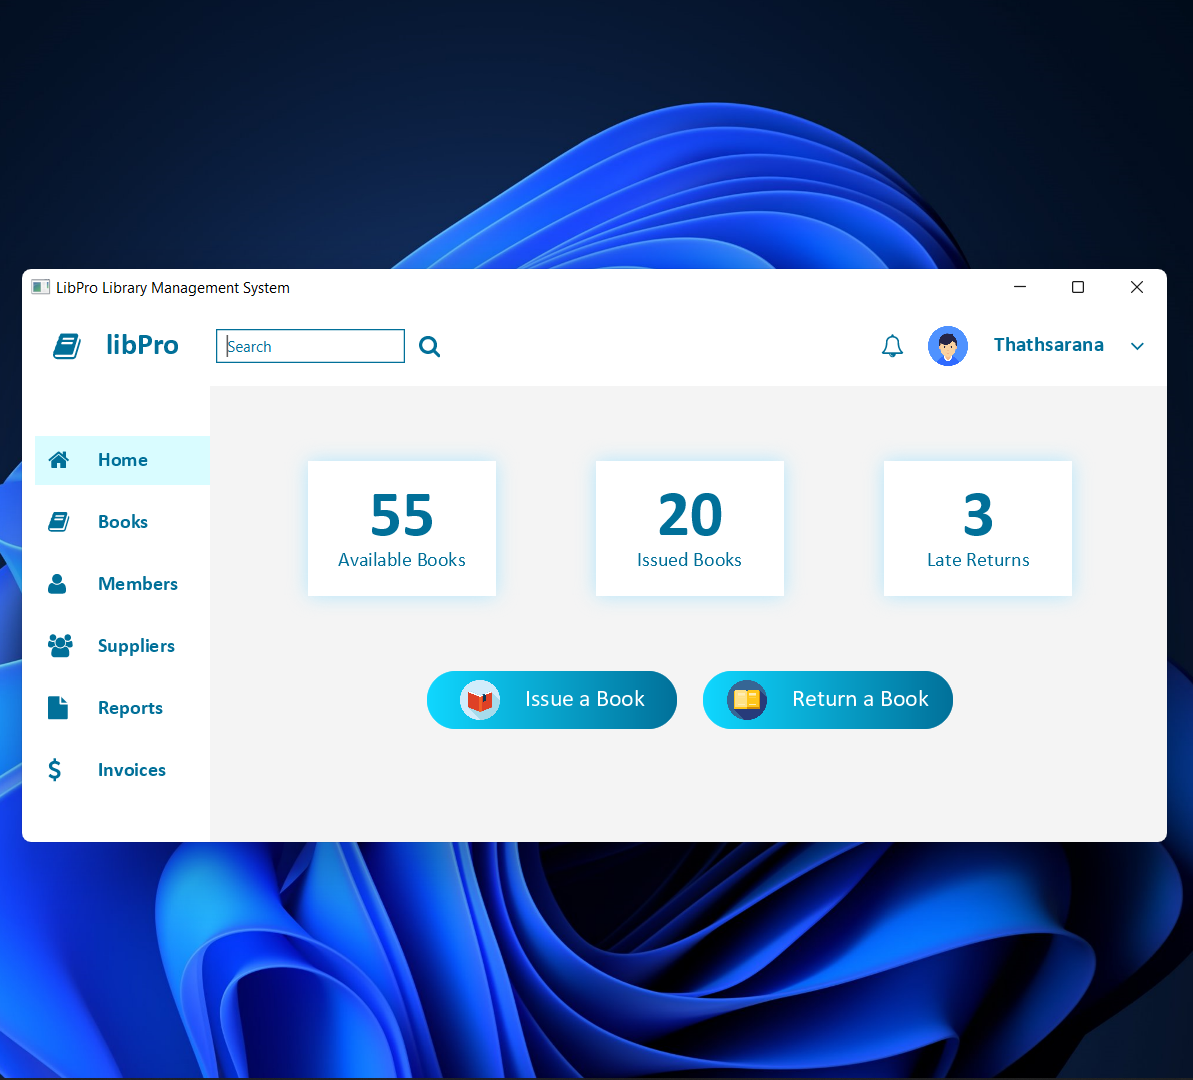 LibPro Library Management System
libPro
Search
Thathsarana
Home
Books
Members
Suppliers
Reports
Invoices
55
Available Books
20
Issued Books
3
Late Returns
Issue a Book
Return a Book